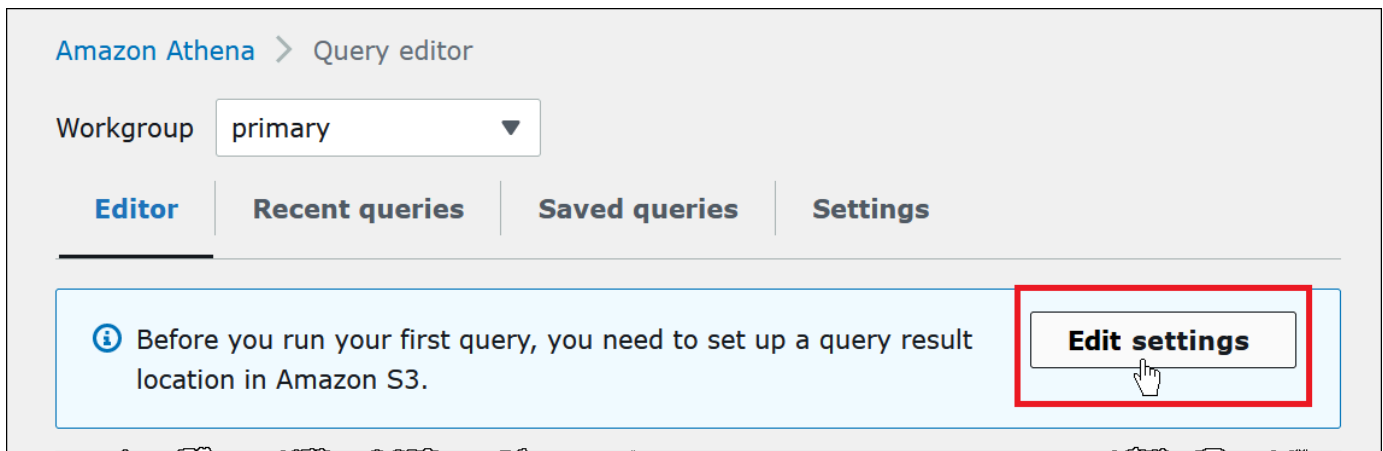 Amazon Athena > Query editor
Workgroup primary
Editor Recent queries Saved queries Settings
Before you run your first query, you need to set up a query result
location in Amazon S3.
Edit settings